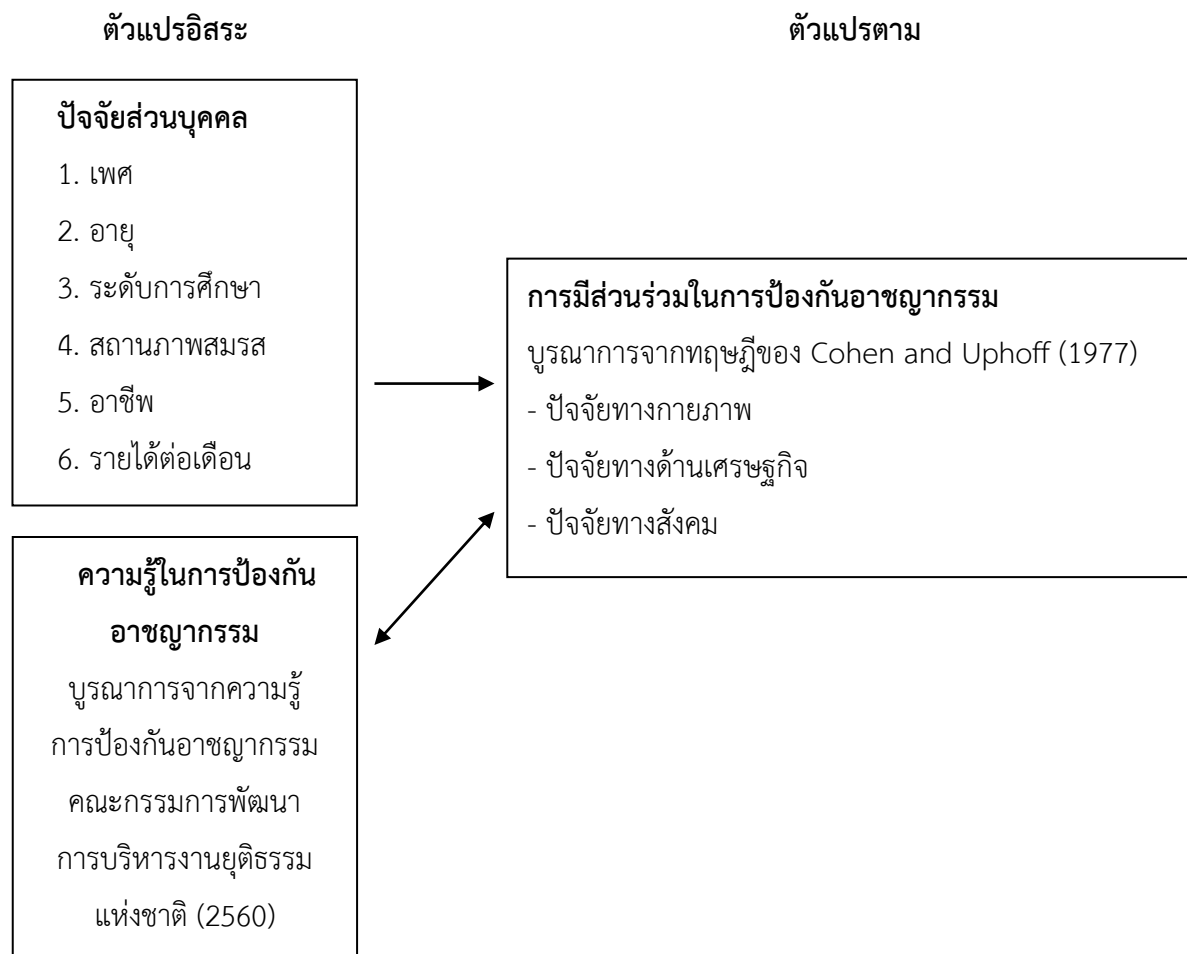 ตัวแปรอิสระ
ตัวแปรตาม
ปัจจัยส่วนบุคคล
1. เพศ
2. อายุ
3. ระดับการศึกษา
4. สถานภาพสมรส
5. อาชีพ
6. รายได้ต่อเดือน
ความรู้ในการป้องกัน
อาชญากรรม
บูรณาการจากความรู้
การป้องกันอาชญากรรม
คณะกรรมการพัฒนา
การบริหารงานยุติธรรม
แห่งชาติ (2560)
การมีส่วนร่วมในการป้องกันอาชญากรรม
บูรณาการจากทฤษฎีของ Cohen and Uphoff (1977)
- ปัจจัยทางกายภาพ
- ปัจจัยทางด้านเศรษฐกิจ
- ปัจจัยทางสังคม